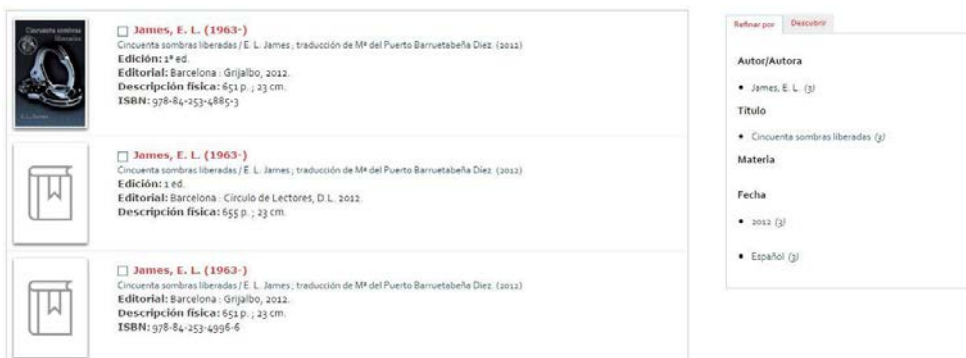 Cincuenta sombras
liberadas
E L James
James, E. L. (1963-)
Cincuenta sombras liberadas / E. L. James ; traducción de Mª del Puerto Barruetabeña Diez. (2012)
Edición: 1ª ed.
Editorial: Barcelona : Grijalbo, 2012.
Descripción física: 651 p. ; 23 cm.
ISBN: 978-84-253-4885-3
James, E. L. (1963-)
Cincuenta sombras liberadas / E. L. James ; traducción de Mª del Puerto Barruetabeña Diez. (2012)
Edición: 1 ed.
Editorial: Barcelona : Círculo de Lectores, D.L. 2012.
Descripción física: 655 p. ; 23 cm.
James, E. L. (1963-)
Cincuenta sombras liberadas / E. L. James ; traducción de Mª del Puerto Barruetabeña Diez. (2012)
Editorial: Barcelona : Grijalbo, 2012.
Descripción física: 651 p. ; 23 cm.
ISBN: 978-84-253-4996-6
Refinar por Descubrir
Autor/Autora
James, E. L. (3)
Título
Cincuenta sombras liberadas (3)
Materia
Fecha
2012 (3)
Español (3)